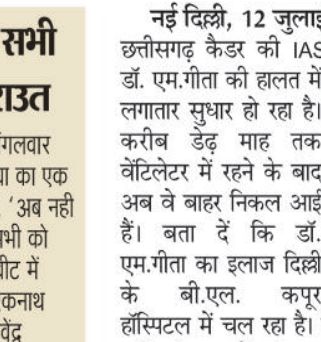 सभी
राउत
मंगलवार
का एक
'अब नही
सभी को
में
नई दिल्ली, 12 जुलाई
छत्तीसगढ़ कैडर की IAS
डॉ. एम.गीता की हालत में
लगातार सुधार हो रहा है।
करीब डेढ़ माह तक
वेंटिलेटर में रहने के बाद
अब वे बाहर निकल आई
हैं। बता दें कि डॉ.
एम.गीता का इलाज दिल्ली
के बी.एल. कपूर
हॉस्पिटल में चल रहा है।